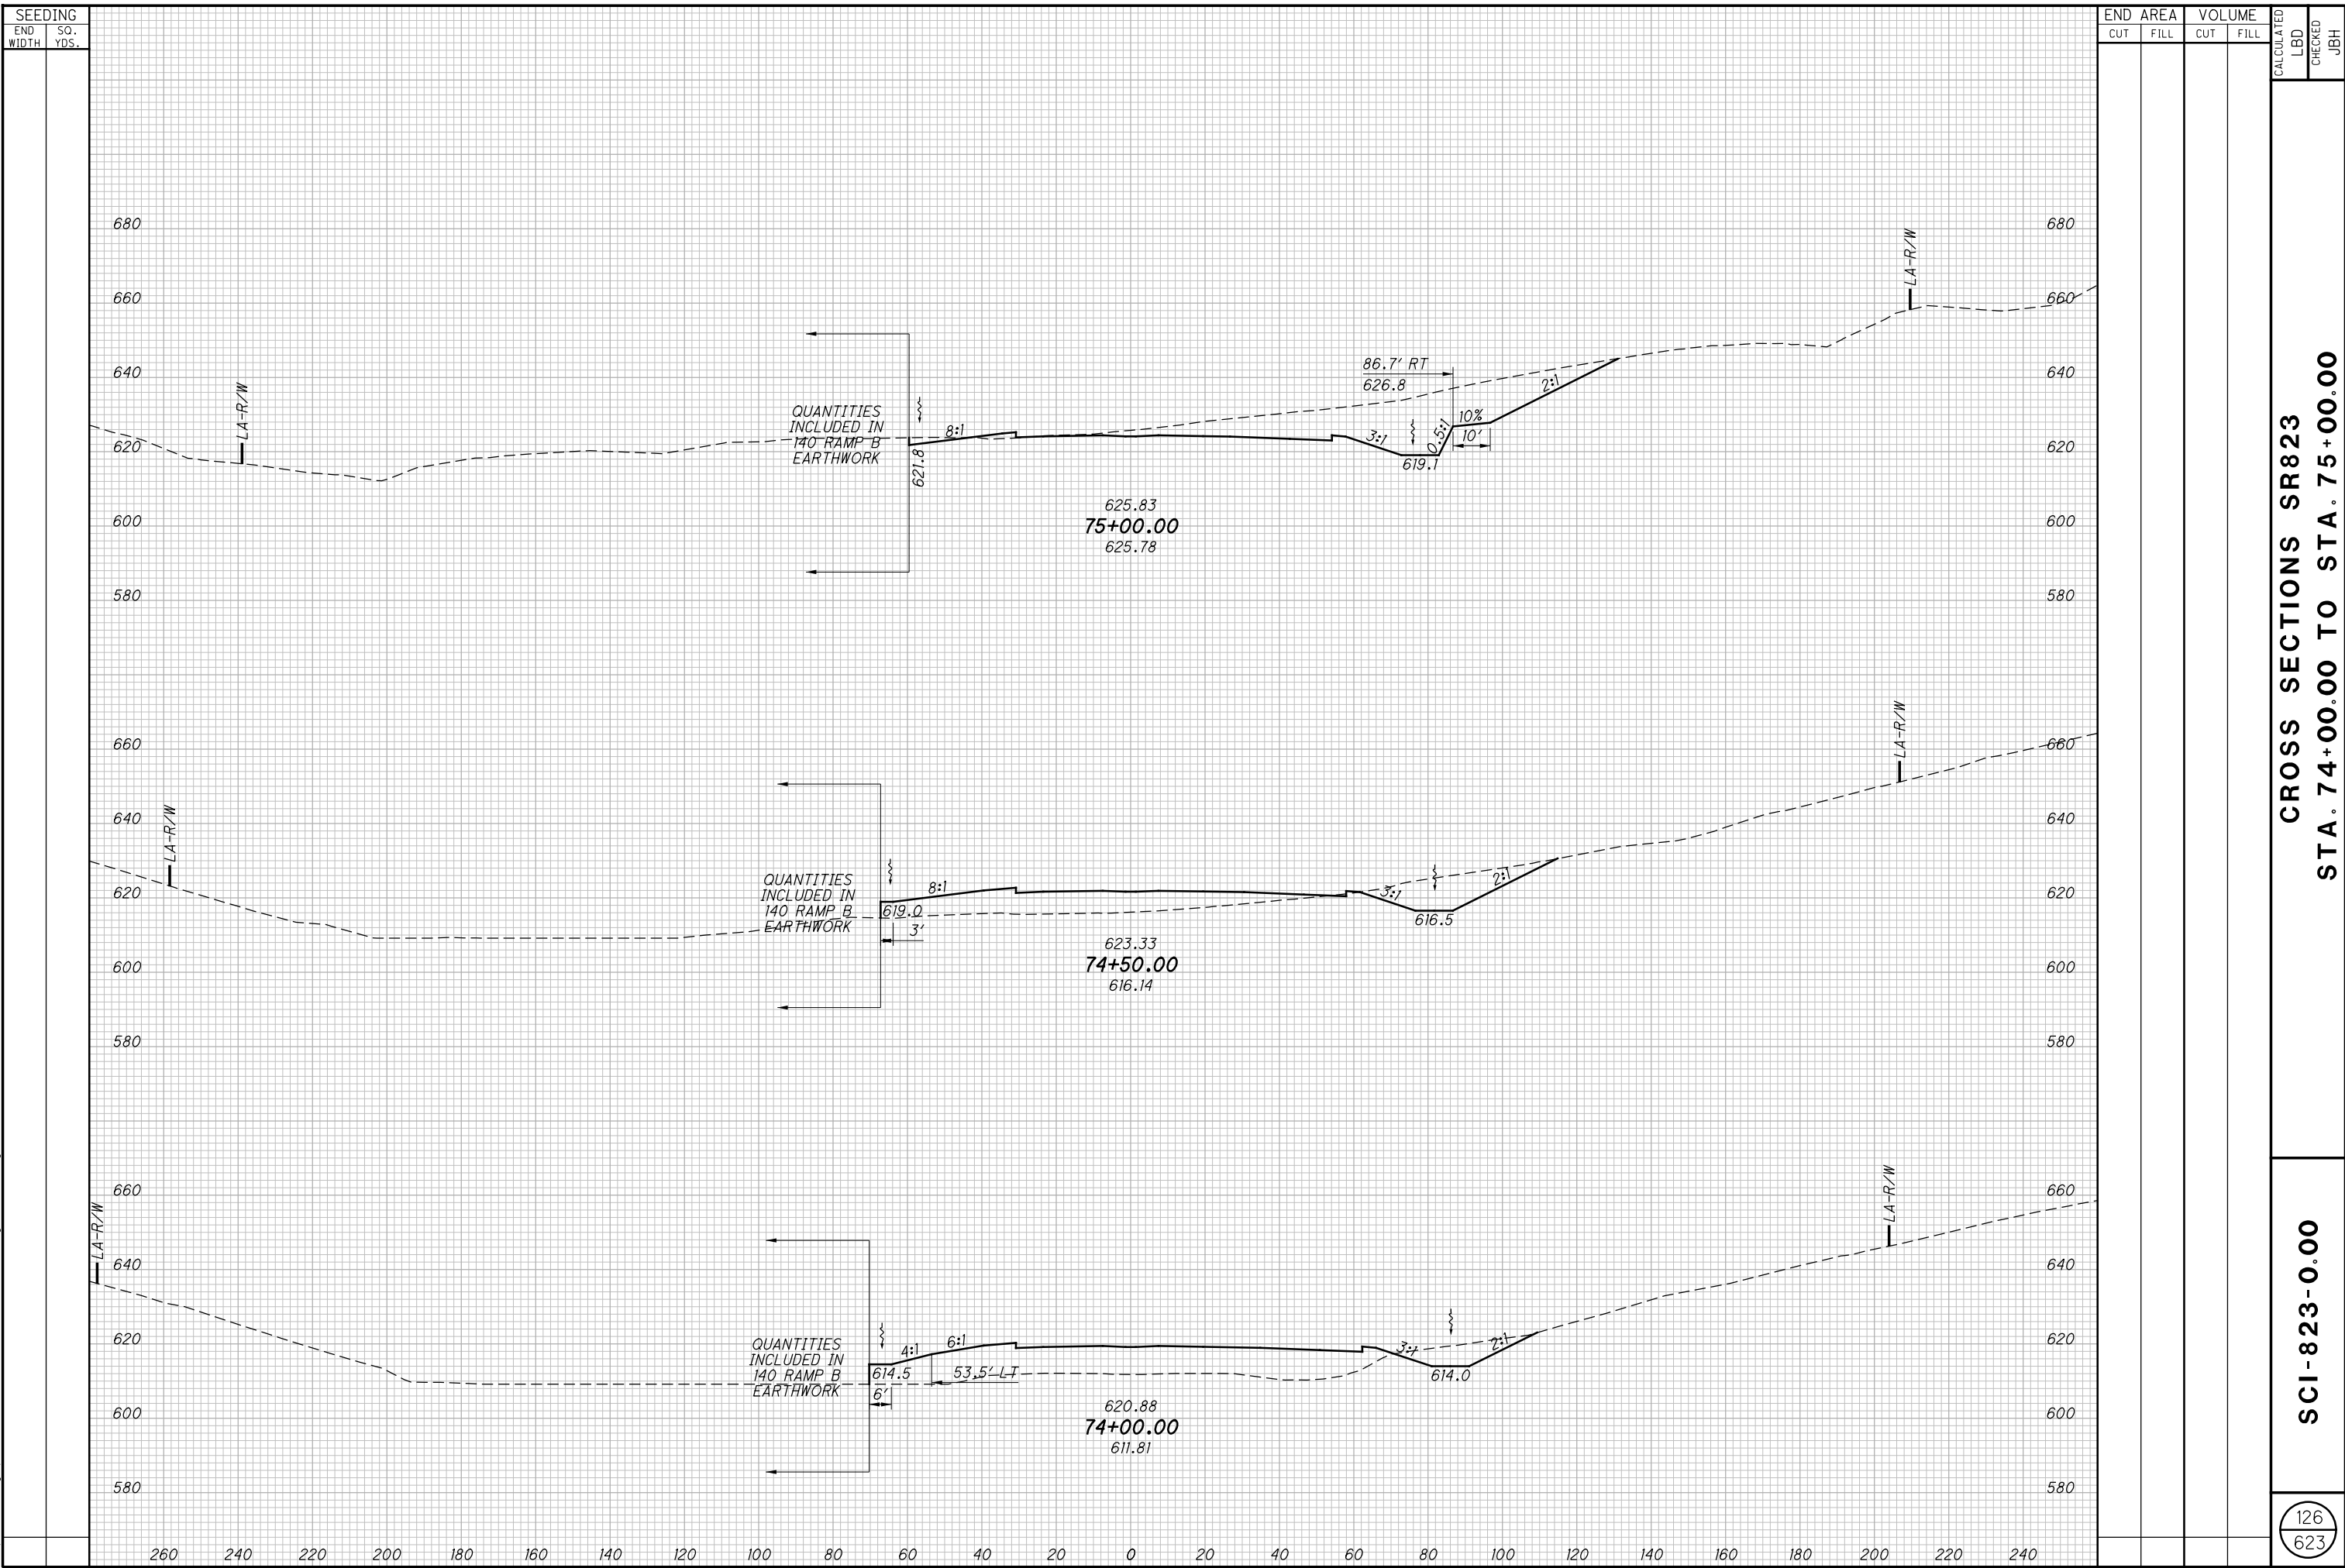 SEEDING
END WIDTH
SQ. YDS.
END AREA
VOLUME
CUT
FILL
CUT
FILL
CALCULATED
LBD
CHECKED
JBH
680
660
640
620
600
580
680
660
640
620
600
580
LA-R/W
LA-R/W
QUANTITIES
INCLUDED IN
140 RAMP B
EARTHWORK
621.8
8:1
86.7' RT
626.8
3:1
0.5:1
10%
10'
2:1
619.1
625.83
75+00.00
625.78
660
640
620
600
580
660
640
620
600
580
LA-R/W
LA-R/W
QUANTITIES
INCLUDED IN
140 RAMP B
EARTHWORK
619.0
3'
8:1
3:1
2:1
616.5
623.33
74+50.00
616.14
660
640
620
600
580
660
640
620
600
580
LA-R/W
LA-R/W
QUANTITIES
INCLUDED IN
140 RAMP B
EARTHWORK
614.5
6'
4:1
6:1
53.5' LT
3:1
2:1
614.0
620.88
74+00.00
611.81
260 240 220 200 180 160 140 120 100 80 60 40 20 0 20 40 60 80 100 120 140 160 180 200 220 240
CROSS SECTIONS SR823
STA. 74+00.00 TO STA. 75+00.00
SCI-823-0.00
126
623